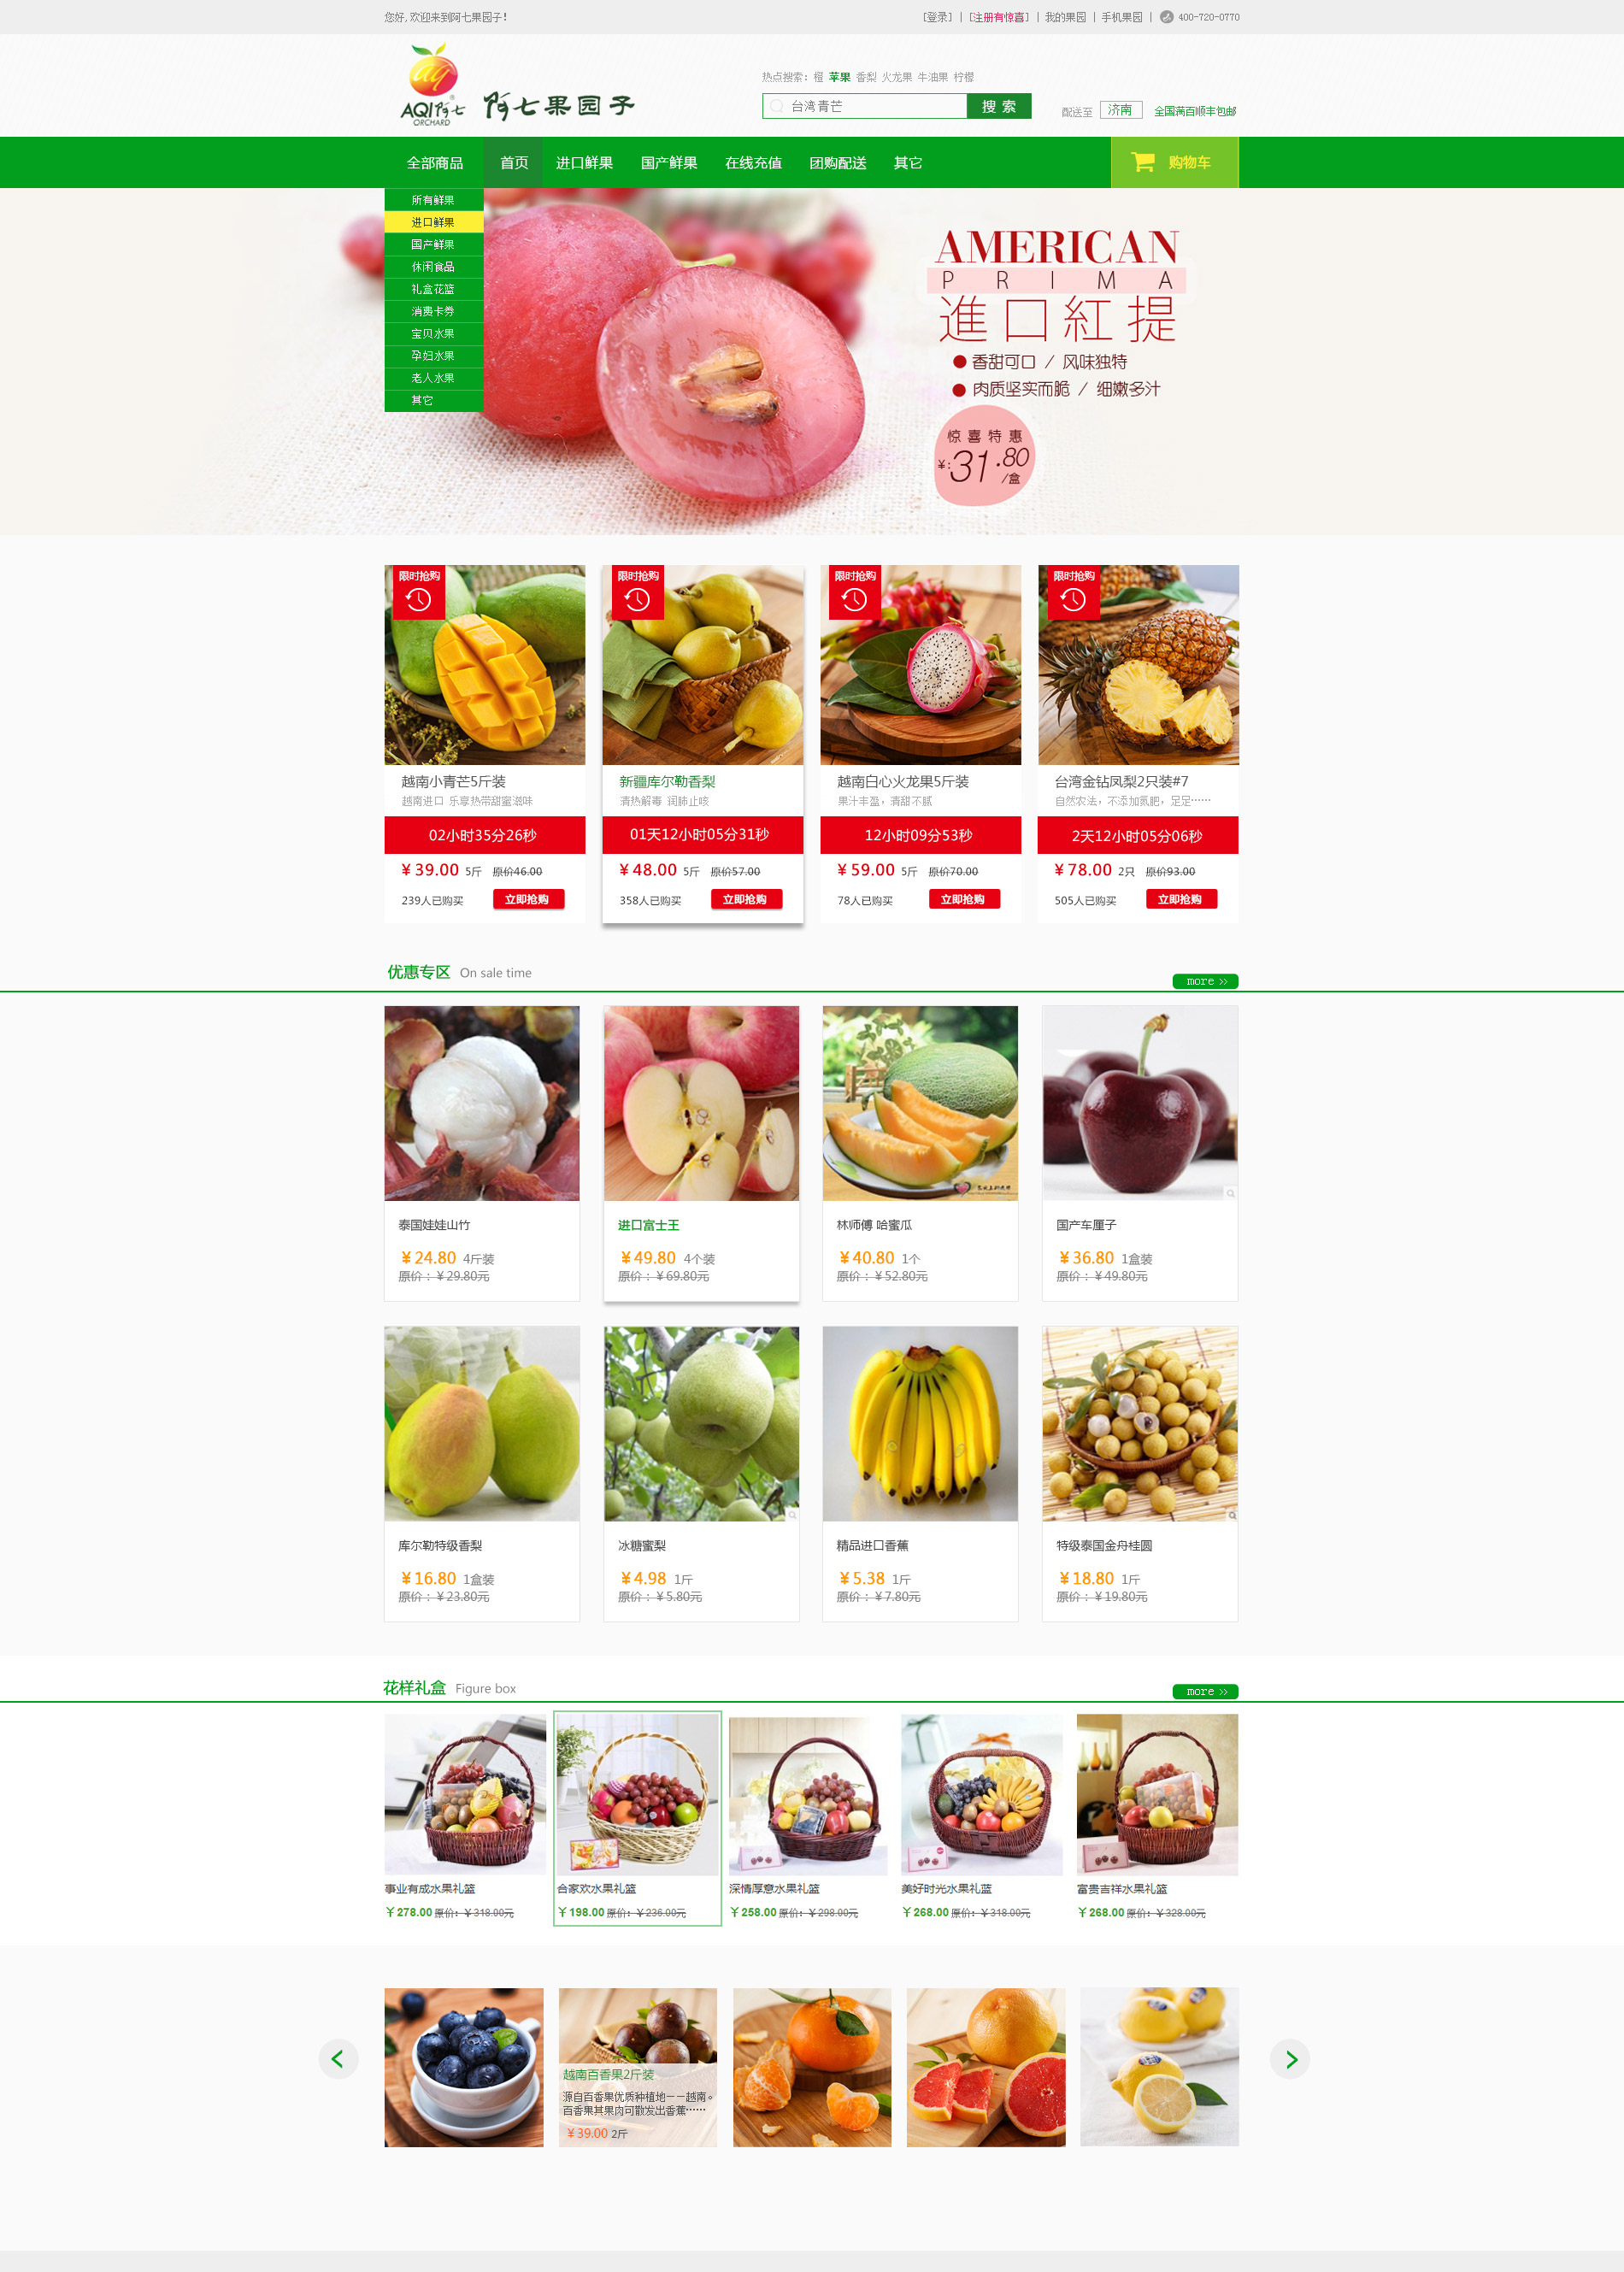 您好,欢迎来到阿七果园子!
[登录] | [注册有惊喜] | 我的果园 | 手机果园 | 400-720-0770
AQI阿七
ORCHARD
阿七果园子
热点搜索: 橙 苹果 香梨 火龙果 牛油果 柠檬
台湾青芒 搜 索
配送至 济南 全国满百顺丰包邮
全部商品 首页 进口鲜果 国产鲜果 在线充值 团购配送 其它 购物车
所有鲜果
进口鲜果
国产鲜果
休闲食品
礼盒花篮
消费卡券
宝贝水果
孕妇水果
老人水果
其它
AMERICAN
PRIMA
進口紅提
● 香甜可口 / 风味独特
● 肉质坚实而脆 / 细嫩多汁
惊喜特惠
¥:31.80
/盒
限时抢购 限时抢购 限时抢购 限时抢购
越南小青芒5斤装
越南进口 乐享热带甜蜜滋味
02小时35分26秒
¥39.00 5斤 原价46.00
239人已购买 立即抢购
新疆库尔勒香梨
清热解毒 润肺止咳
01天12小时05分31秒
¥48.00 5斤 原价57.00
358人已购买 立即抢购
越南白心火龙果5斤装
果汁丰盈，清甜不腻
12小时09分53秒
¥59.00 5斤 原价70.00
78人已购买 立即抢购
台湾金钻凤梨2只装#7
自然农法，不添加氮肥，足足……
2天12小时05分06秒
¥78.00 2只 原价93.00
505人已购买 立即抢购
优惠专区 On sale time more >>
泰国娃娃山竹
¥24.80 4斤装
原价：¥29.80元
进口富士王
¥49.80 4个装
原价：¥69.80元
林师傅 哈蜜瓜
¥40.80 1个
原价：¥52.80元
国产车厘子
¥36.80 1盒装
原价：¥49.80元
库尔勒特级香梨
¥16.80 1盒装
原价：¥23.80元
冰糖蜜梨
¥4.98 1斤
原价：¥5.80元
精品进口香蕉
¥5.38 1斤
原价：¥7.80元
特级泰国金舟桂圆
¥18.80 1斤
原价：¥19.80元
花样礼盒 Figure box more >>
事业有成水果礼篮
¥278.00 原价: ¥318.00元
合家欢水果礼篮
¥198.00 原价: ¥236.00元
深情厚意水果礼篮
¥258.00 原价: ¥298.00元
美好时光水果礼蓝
¥268.00 原价: ¥318.00元
富贵吉祥水果礼篮
¥268.00 原价: ¥328.00元
越南百香果2斤装
源自百香果优质种植地——越南。
百香果其果肉可散发出香蕉……
¥39.00 2斤